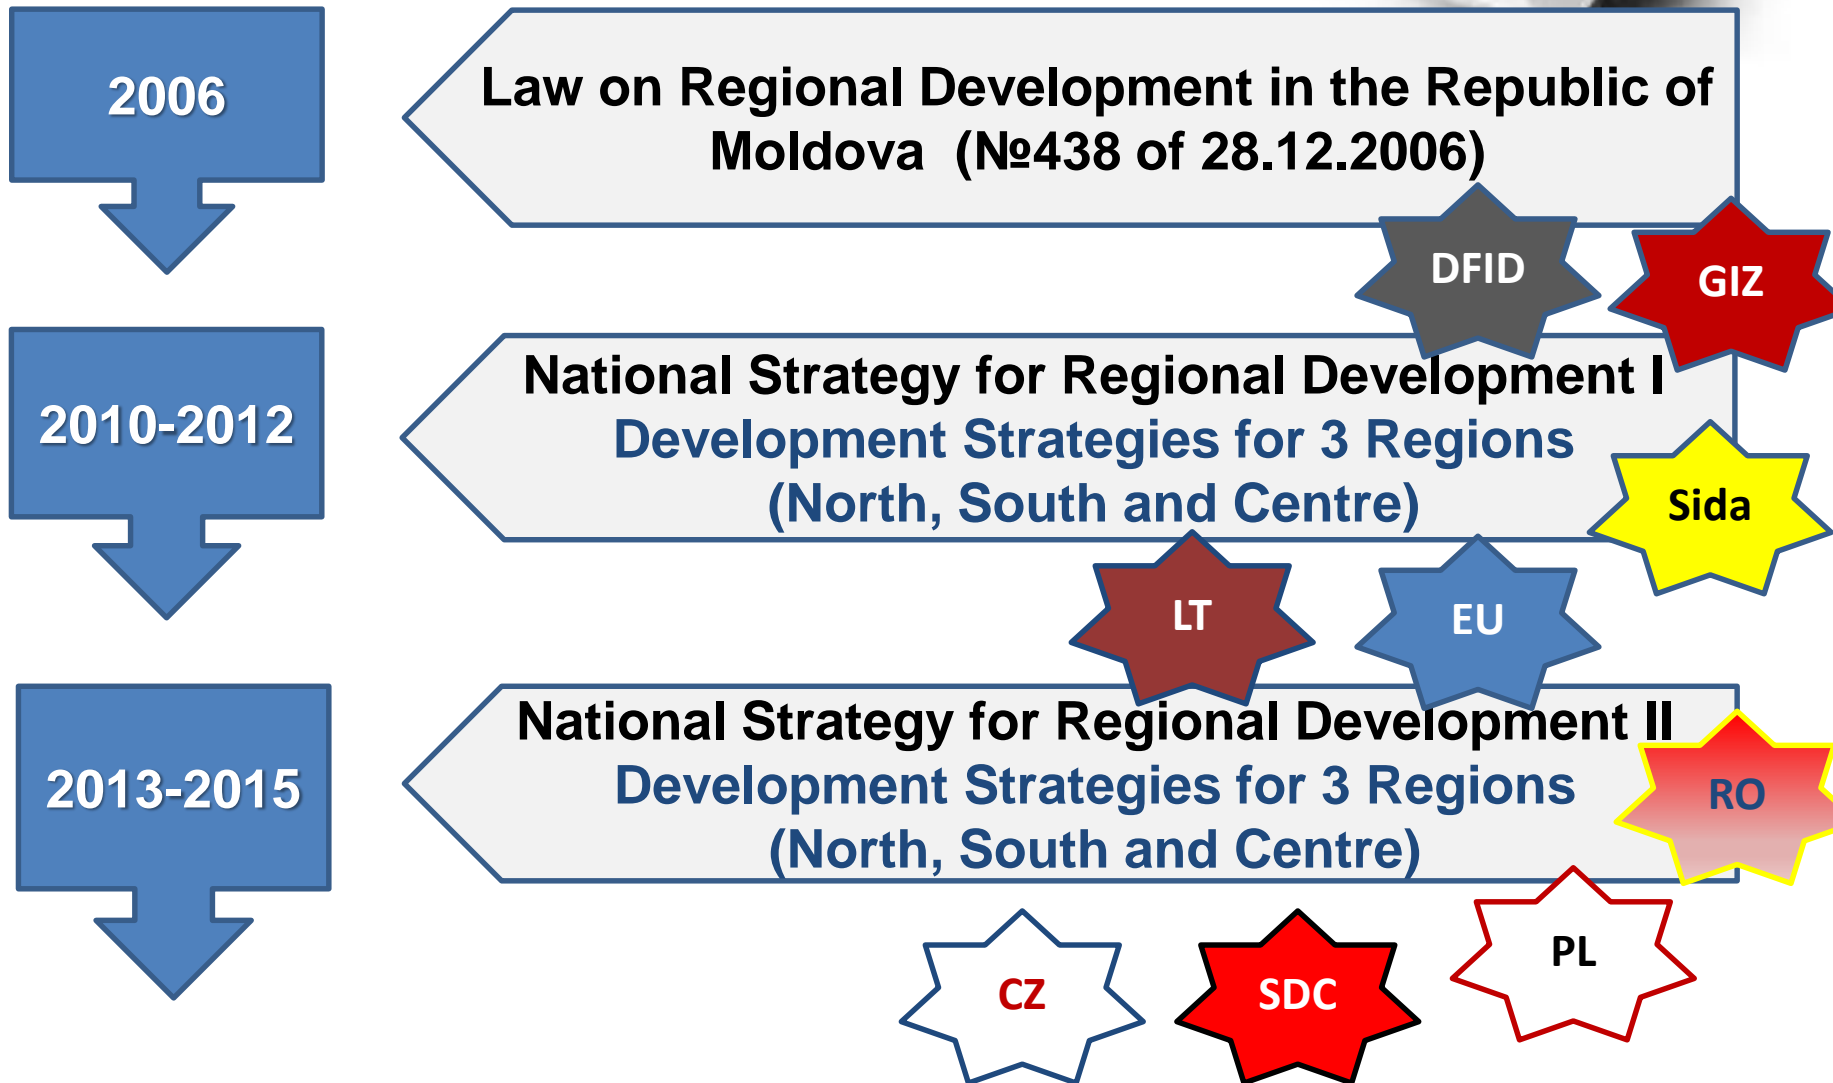 2006
Law on Regional Development in the Republic of
Moldova  (№438 of 28.12.2006)
DFID
GIZ
2010-2012
National Strategy for Regional Development I
Development Strategies for 3 Regions
(North, South and Centre)
Sida
LT
EU
2013-2015
National Strategy for Regional Development II
Development Strategies for 3 Regions
(North, South and Centre)
RO
CZ
SDC
PL